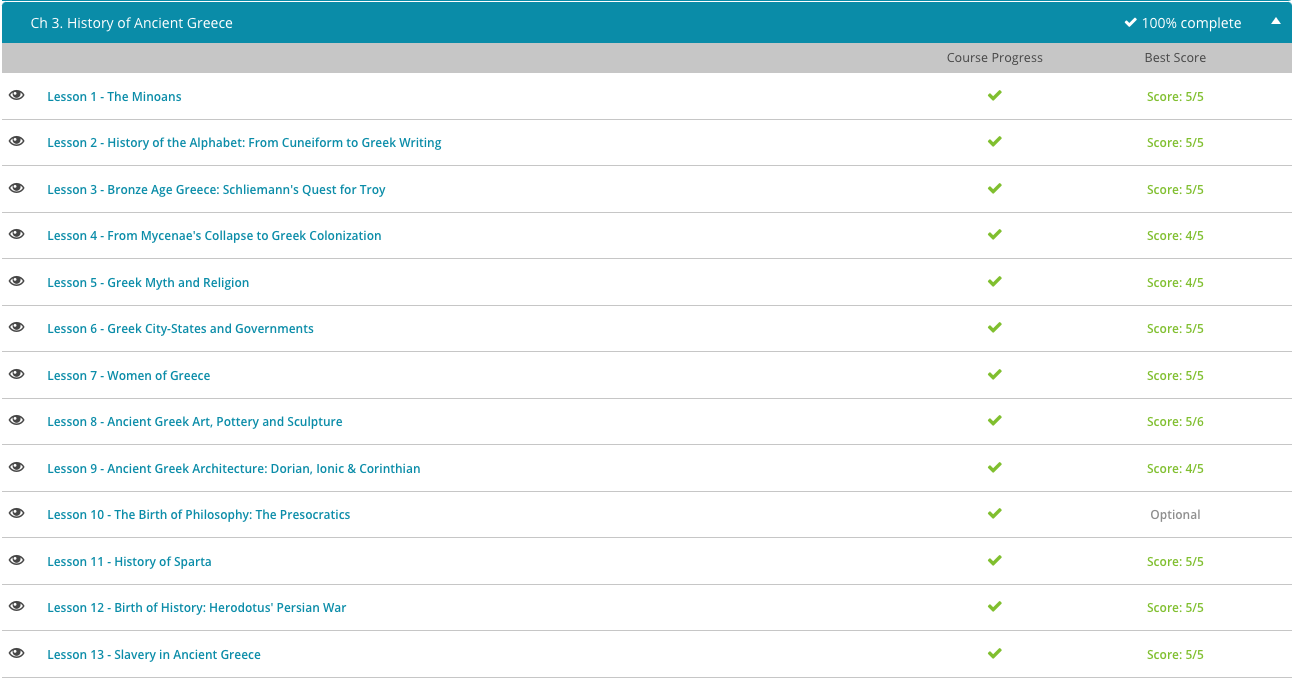 Ch 3. History of Ancient Greece 100% complete
Course Progress Best Score
Lesson 1 - The Minoans Score: 5/5
Lesson 2 - History of the Alphabet: From Cuneiform to Greek Writing Score: 5/5
Lesson 3 - Bronze Age Greece: Schliemann's Quest for Troy Score: 5/5
Lesson 4 - From Mycenae's Collapse to Greek Colonization Score: 4/5
Lesson 5 - Greek Myth and Religion Score: 4/5
Lesson 6 - Greek City-States and Governments Score: 5/5
Lesson 7 - Women of Greece Score: 5/5
Lesson 8 - Ancient Greek Art, Pottery and Sculpture Score: 5/6
Lesson 9 - Ancient Greek Architecture: Dorian, Ionic & Corinthian Score: 4/5
Lesson 10 - The Birth of Philosophy: The Presocratics Optional
Lesson 11 - History of Sparta Score: 5/5
Lesson 12 - Birth of History: Herodotus' Persian War Score: 5/5
Lesson 13 - Slavery in Ancient Greece Score: 5/5